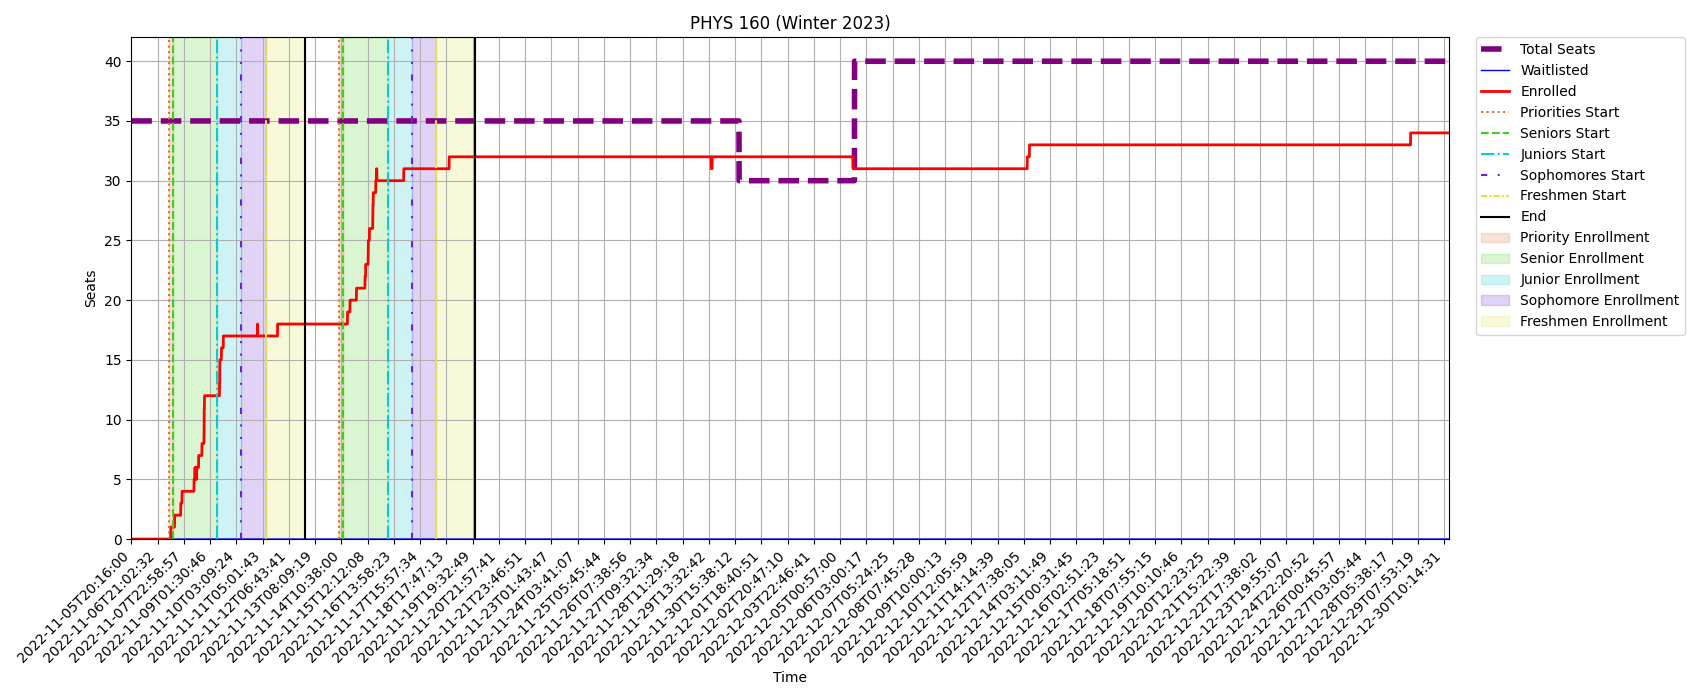 PHYS 160 (Winter 2023)
Seats
40
35
30
25
20
15
10
5
0
2022-11-05T20:16:00
2022-11-06T21:02:32
2022-11-07T22:58:57
2022-11-09T01:30:46
2022-11-10T03:09:24
2022-11-11T05:01:43
2022-11-12T06:43:41
2022-11-13T08:09:19
2022-11-14T10:38:00
2022-11-15T12:12:08
2022-11-16T13:58:23
2022-11-17T15:57:34
2022-11-18T17:47:13
2022-11-19T19:32:49
2022-11-20T21:57:41
2022-11-21T23:46:51
2022-11-23T01:43:47
2022-11-24T03:41:07
2022-11-25T05:45:44
2022-11-26T07:38:56
2022-11-27T09:32:34
2022-11-28T11:29:18
2022-11-29T13:32:42
2022-11-30T15:38:12
2022-12-01T18:40:51
2022-12-02T20:47:10
2022-12-03T22:46:41
2022-12-05T00:57:00
2022-12-06T03:00:17
2022-12-07T05:24:25
2022-12-08T07:45:28
2022-12-09T10:00:13
2022-12-10T12:05:59
2022-12-11T14:14:39
2022-12-12T17:38:05
2022-12-14T03:11:49
2022-12-15T00:31:45
2022-12-16T02:51:23
2022-12-17T05:18:51
2022-12-18T07:55:15
2022-12-19T10:10:46
2022-12-20T12:23:25
2022-12-21T15:22:39
2022-12-22T17:38:02
2022-12-23T19:55:07
2022-12-24T22:20:52
2022-12-26T00:45:57
2022-12-27T03:05:44
2022-12-28T05:38:17
2022-12-29T07:53:19
2022-12-30T10:14:31
Time
Total Seats
Waitlisted
Enrolled
Priorities Start
Seniors Start
Juniors Start
Sophomores Start
Freshmen Start
End
Priority Enrollment
Senior Enrollment
Junior Enrollment
Sophomore Enrollment
Freshmen Enrollment